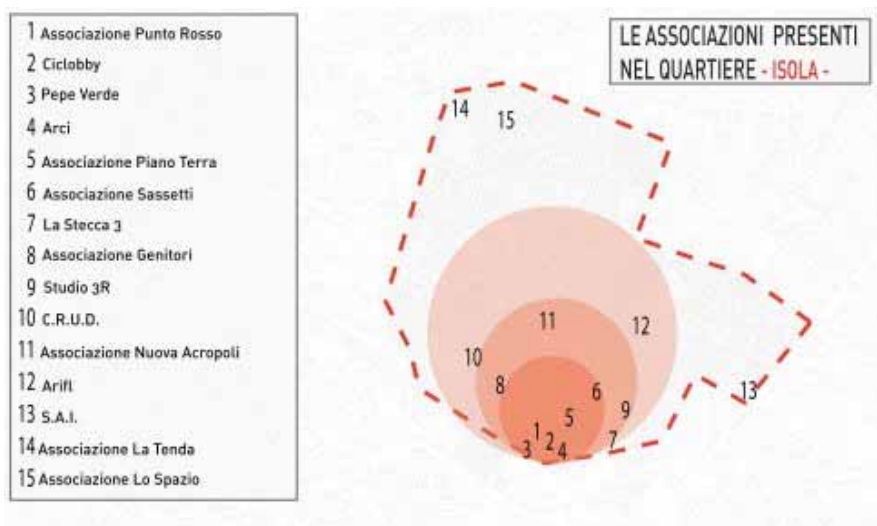 1 Associazione Punto Rosso
2 Ciclobby
3 Pepe Verde
4 Arci
5 Associazione Piano Terra
6 Associazione Sassetti
7 La Stecca 3
8 Associazione Genitori
9 Studio 3R
10 C.R.U.D.
11 Associazione Nuova Acropoli
12 Arifl
13 S.A.I.
14 Associazione La Tenda
15 Associazione Lo Spazio
LE ASSOCIAZIONI PRESENTI
NEL QUARTIERE - ISOLA -
14
15
11
12
10
8
6
13
9
5
1
2
7
3
4